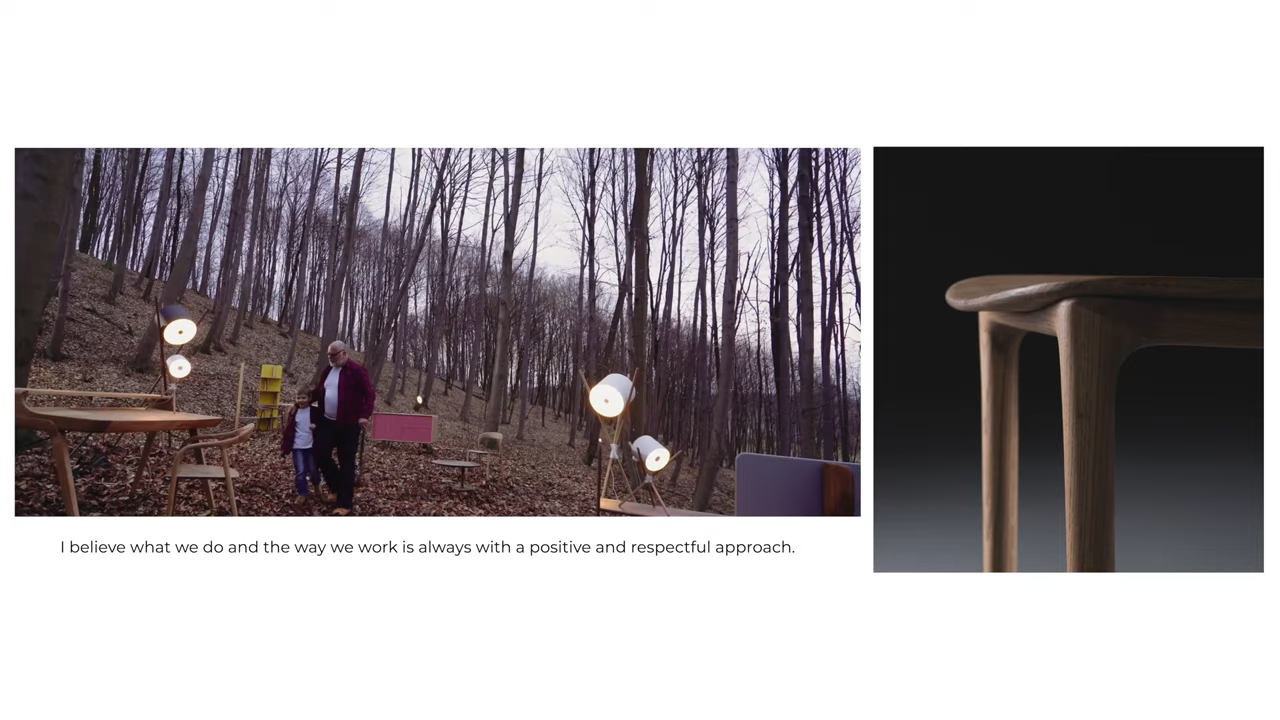 I believe what we do and the way we work is always with a positive and respectful approach.